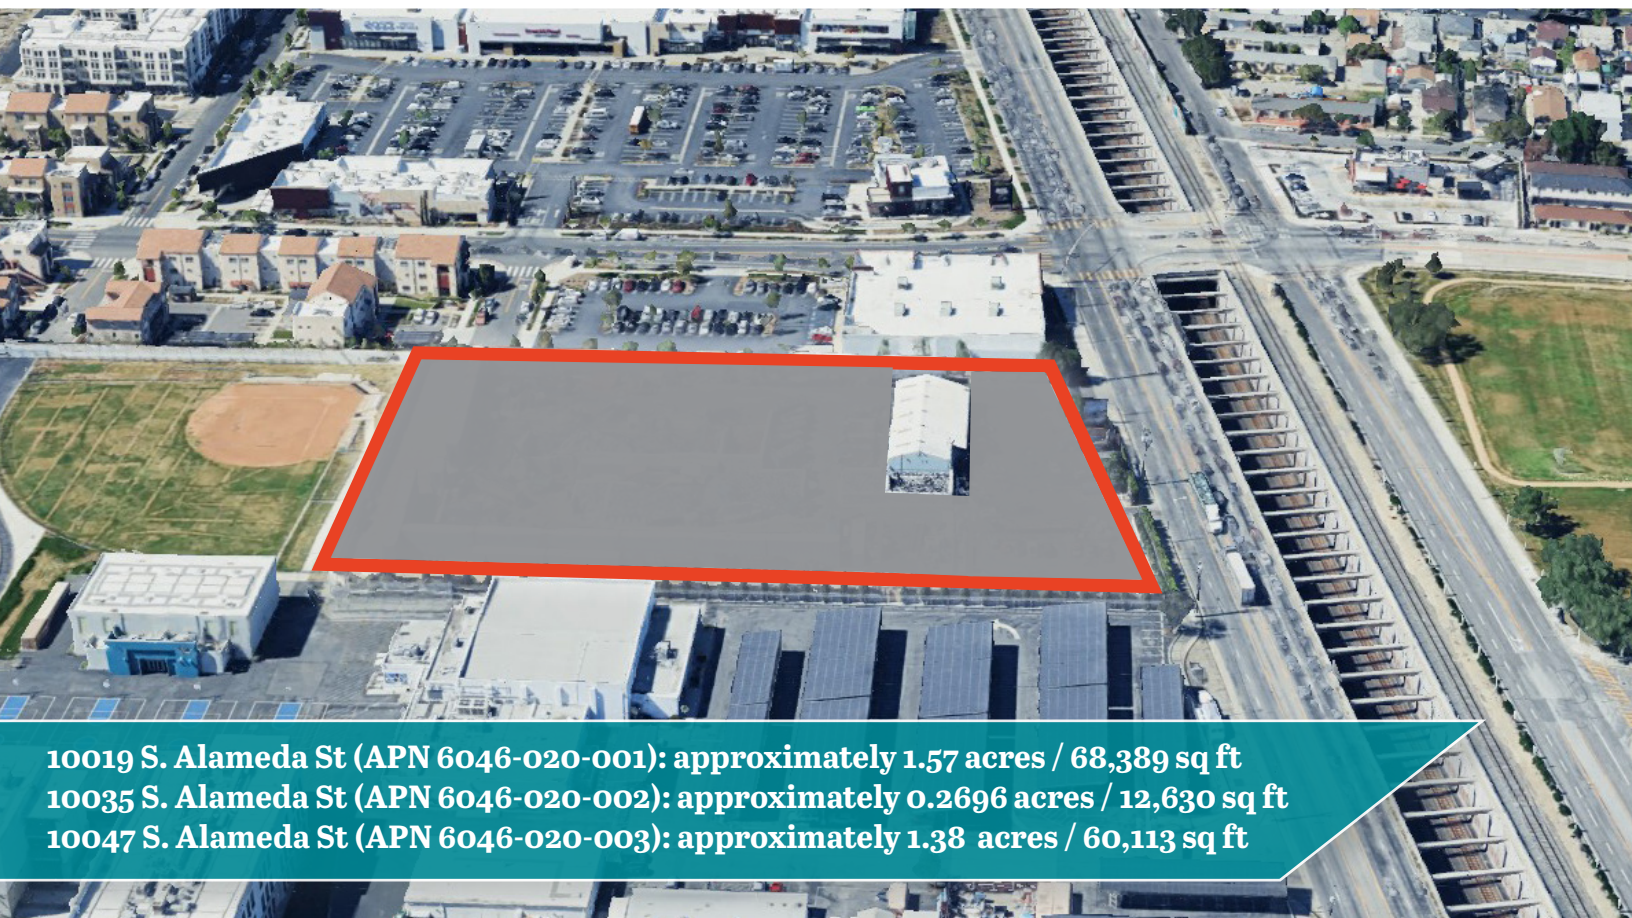 10019 S. Alameda St (APN 6046-020-001): approximately 1.57 acres / 68,389 sq ft
10035 S. Alameda St (APN 6046-020-002): approximately 0.2696 acres / 12,630 sq ft
10047 S. Alameda St (APN 6046-020-003): approximately 1.38 acres / 60,113 sq ft